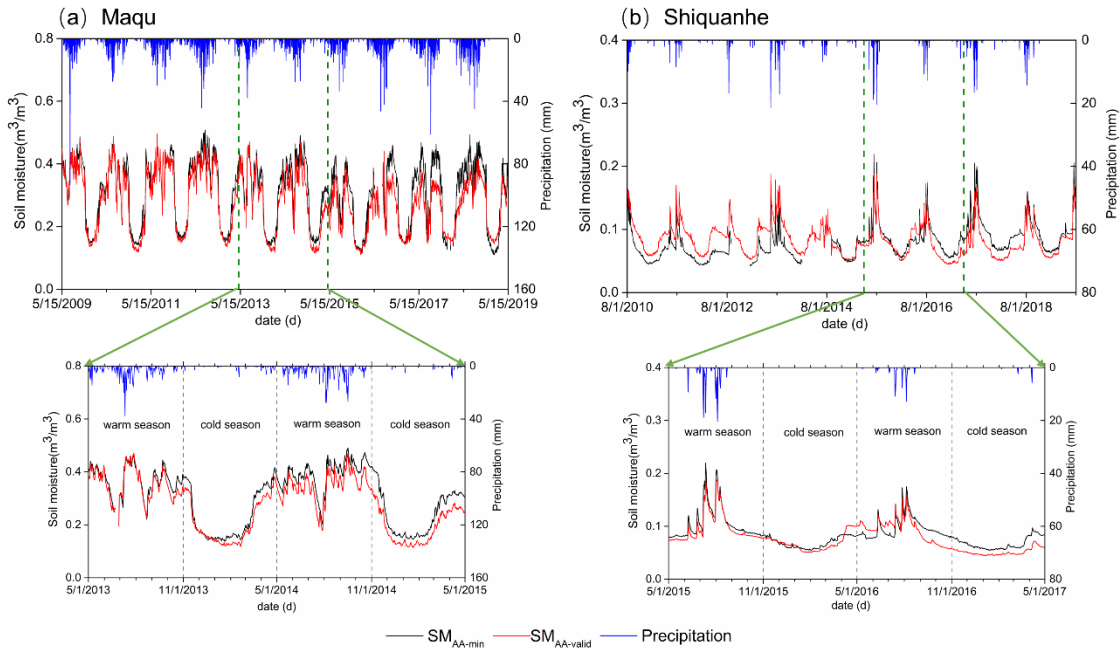 (a) Maqu
0.8
0.6
0.4
0.2
0.0
Soil moisture(m³/m³)
0
40
80
120
160
Precipitation (mm)
5/15/2009
5/15/2011
5/15/2013
5/15/2015
5/15/2017
5/15/2019
date (d)
(b) Shiquanhe
0.4
0.3
0.2
0.1
0.0
Soil moisture(m³/m³)
0
20
40
60
80
Precipitation (mm)
8/1/2010
8/1/2012
8/1/2014
8/1/2016
8/1/2018
date (d)
0.8
0.6
0.4
0.2
0.0
Soil moisture(m³/m³)
warm season
cold season
warm season
cold season
0
40
80
120
160
Precipitation (mm)
5/1/2013
11/1/2013
5/1/2014
11/1/2014
5/1/2015
date (d)
0.4
0.3
0.2
0.1
0.0
Soil moisture(m³/m³)
warm season
cold season
warm season
cold season
0
20
40
60
80
Precipitation (mm)
5/1/2015
11/1/2015
5/1/2016
11/1/2016
5/1/2017
date (d)
SM AA-min SM AA-valid Precipitation